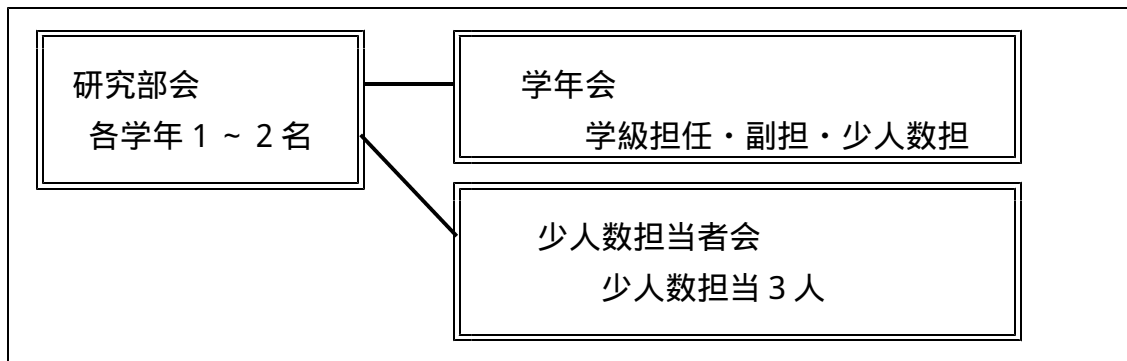 研究部会
各学年1～2名
学年会
学級担任・副担・少人数担
少人数担当者会
少人数担当3人